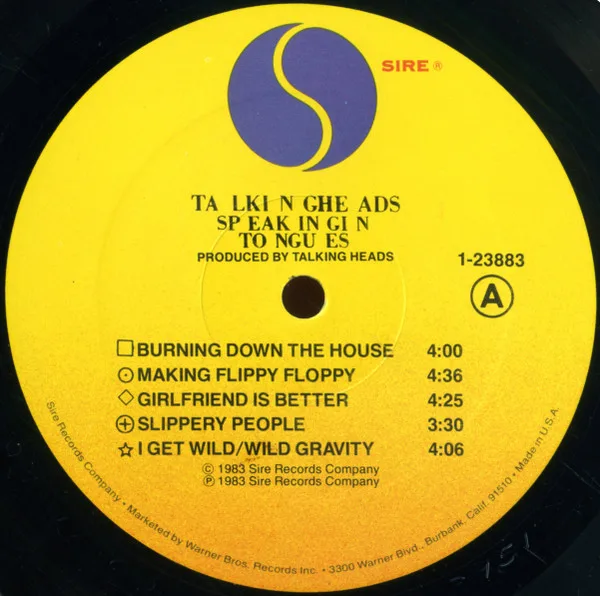 SIRE ®
TA LKI N GHE ADS
SP EAK IN GI N
TO NGU ES
PRODUCED BY TALKING HEADS
1-23883
A
BURNING DOWN THE HOUSE 4:00
MAKING FLIPPY FLOPPY 4:36
GIRLFRIEND IS BETTER 4:25
SLIPPERY PEOPLE 3:30
I GET WILD/WILD GRAVITY 4:06
© 1983 Sire Records Company
℗ 1983 Sire Records Company
Sire Records Company • Marketed by Warner Bros. Records Inc. • 3300 Warner Blvd., Burbank, Calif. 91510 • Made in U.S.A.